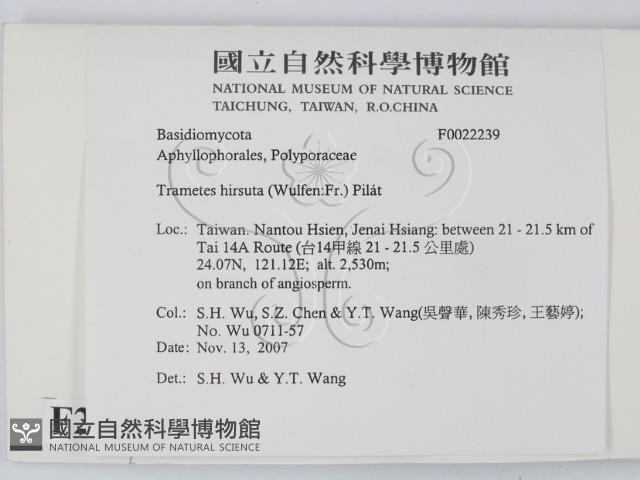 國立自然科學博物館
NATIONAL MUSEUM OF NATURAL SCIENCE
TAICHUNG, TAIWAN, R.O.CHINA
Basidiomycota F0022239
Aphyllophorales, Polyporaceae
Trametes hirsuta (Wulfen:Fr.) Pilát
Loc.: Taiwan. Nantou Hsien, Jenai Hsiang: between 21 - 21.5 km of
Tai 14A Route (台14甲線 21 - 21.5 公里處)
24.07N, 121.12E; alt. 2,530m;
on branch of angiosperm.
Col.: S.H. Wu, S.Z. Chen & Y.T. Wang(吳聲華, 陳秀珍, 王藝婷);
No. Wu 0711-57
Date: Nov. 13, 2007
Det.: S.H. Wu & Y.T. Wang
國立自然科學博物館
NATIONAL MUSEUM OF NATURAL SCIENCE